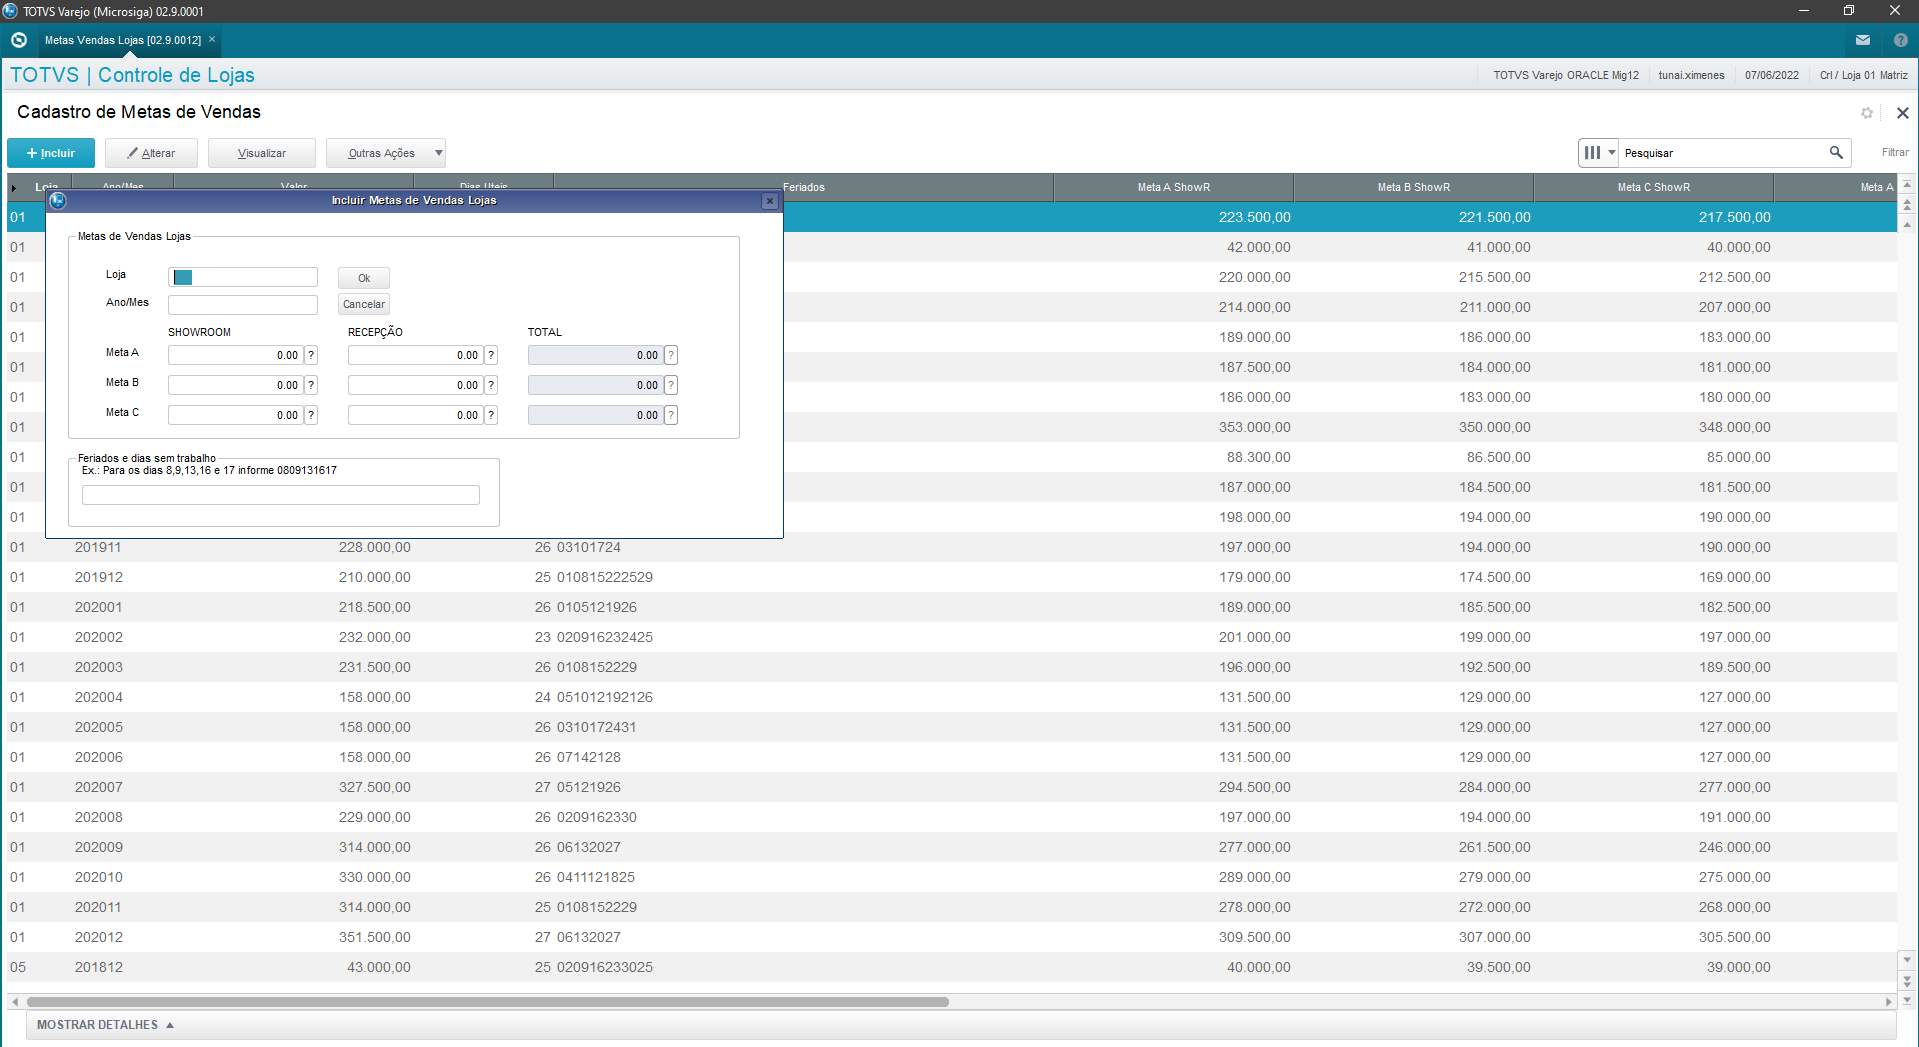 TOTVS Varejo (Microsiga) 02.9.0001
Metas Vendas Lojas [02.9.0012] ×
TOTVS | Controle de Lojas
TOTVS Varejo ORACLE Mig12 tunai.ximenes 07/06/2022 Crl / Loja 01 Matriz
Cadastro de Metas de Vendas
+ Incluir Alterar Visualizar Outras Ações Pesquisar Filtrar
Loja Ano/Mes Valor Dias Uteis Feriados Meta A ShowR Meta B ShowR Meta C ShowR Meta A
Incluir Metas de Vendas Lojas
Metas de Vendas Lojas
Loja Ok
Ano/Mes Cancelar
SHOWROOM RECEPÇÃO TOTAL
Meta A 0.00 ? 0.00 ? 0.00 ?
Meta B 0.00 ? 0.00 ? 0.00 ?
Meta C 0.00 ? 0.00 ? 0.00 ?
Feriados e dias sem trabalho
Ex.: Para os dias 8,9,13,16 e 17 informe 0809131617
01 223.500,00 221.500,00 217.500,00
01 42.000,00 41.000,00 40.000,00
01 220.000,00 215.500,00 212.500,00
01 214.000,00 211.000,00 207.000,00
01 189.000,00 186.000,00 183.000,00
01 187.500,00 184.000,00 181.000,00
01 186.000,00 183.000,00 180.000,00
01 353.000,00 350.000,00 348.000,00
01 88.300,00 86.500,00 85.000,00
01 187.000,00 184.500,00 181.500,00
01 198.000,00 194.000,00 190.000,00
01 201911 228.000,00 26 03101724 197.000,00 194.000,00 190.000,00
01 201912 210.000,00 25 010815222529 179.000,00 174.500,00 169.000,00
01 202001 218.500,00 26 0105121926 189.000,00 185.500,00 182.500,00
01 202002 232.000,00 23 020916232425 201.000,00 199.000,00 197.000,00
01 202003 231.500,00 26 0108152229 196.000,00 192.500,00 189.500,00
01 202004 158.000,00 24 051012192126 131.500,00 129.000,00 127.000,00
01 202005 158.000,00 26 0310172431 131.500,00 129.000,00 127.000,00
01 202006 158.000,00 26 07142128 131.500,00 129.000,00 127.000,00
01 202007 327.500,00 27 05121926 294.500,00 284.000,00 277.000,00
01 202008 229.000,00 26 0209162330 197.000,00 194.000,00 191.000,00
01 202009 314.000,00 26 06132027 277.000,00 261.500,00 246.000,00
01 202010 330.000,00 26 0411121825 289.000,00 279.000,00 275.000,00
01 202011 314.000,00 25 0108152229 278.000,00 272.000,00 268.000,00
01 202012 351.500,00 27 06132027 309.500,00 307.000,00 305.500,00
05 201812 43.000,00 25 020916233025 40.000,00 39.500,00 39.000,00
MOSTRAR DETALHES